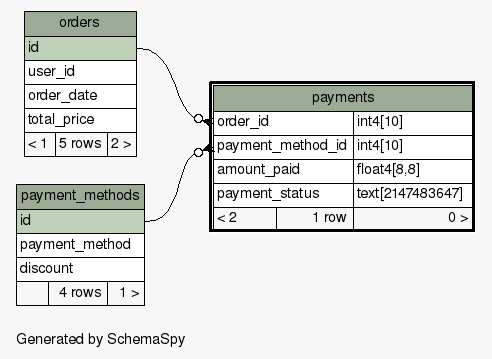 orders
id
user_id
order_date
total_price
< 1 5 rows 2 >
payments
order_id int4[10]
payment_method_id int4[10]
amount_paid float4[8,8]
payment_status text[2147483647]
< 2 1 row 0 >
payment_methods
id
payment_method
discount
4 rows 1 >
Generated by SchemaSpy